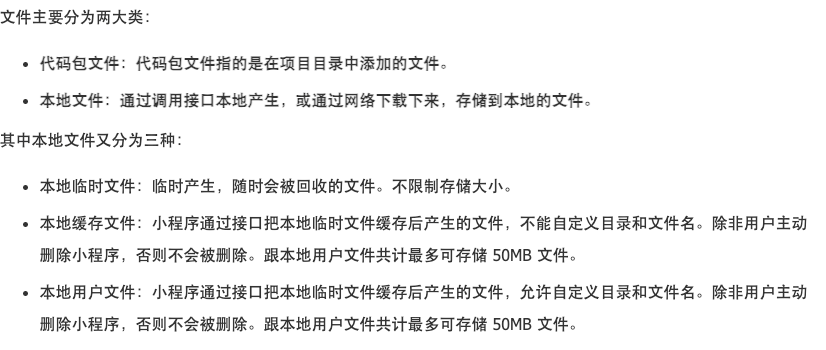 文件主要分为两大类：
• 代码包文件：代码包文件指的是在项目目录中添加的文件。
• 本地文件：通过调用接口本地产生，或通过网络下载下来，存储到本地的文件。
其中本地文件又分为三种：
• 本地临时文件：临时产生，随时会被回收的文件。不限制存储大小。
• 本地缓存文件：小程序通过接口把本地临时文件缓存后产生的文件，不能自定义目录和文件名。除非用户主动
删除小程序，否则不会被删除。跟本地用户文件共计最多可存储 50MB 文件。
• 本地用户文件：小程序通过接口把本地临时文件缓存后产生的文件，允许自定义目录和文件名。除非用户主动
删除小程序，否则不会被删除。跟本地用户文件共计最多可存储 50MB 文件。